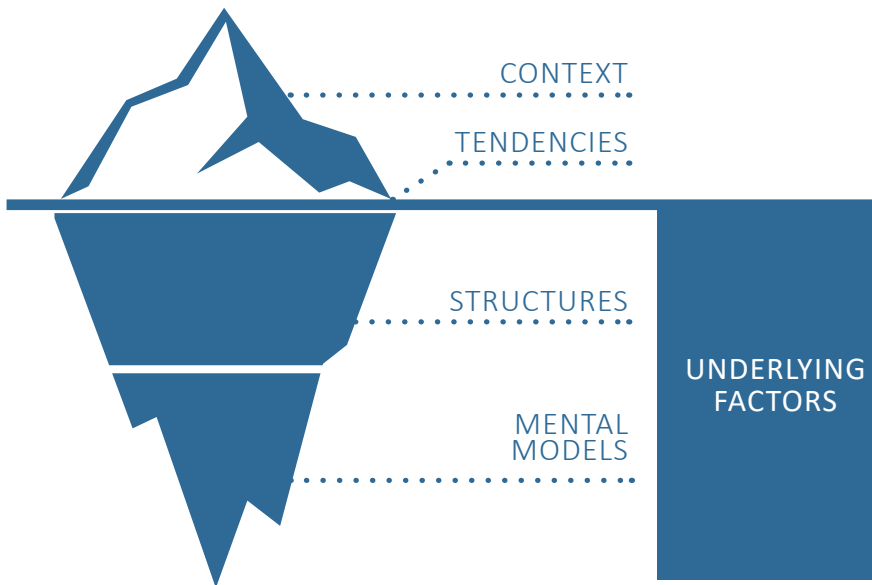 CONTEXT
TENDENCIES
STRUCTURES
UNDERLYING
FACTORS
MENTAL
MODELS